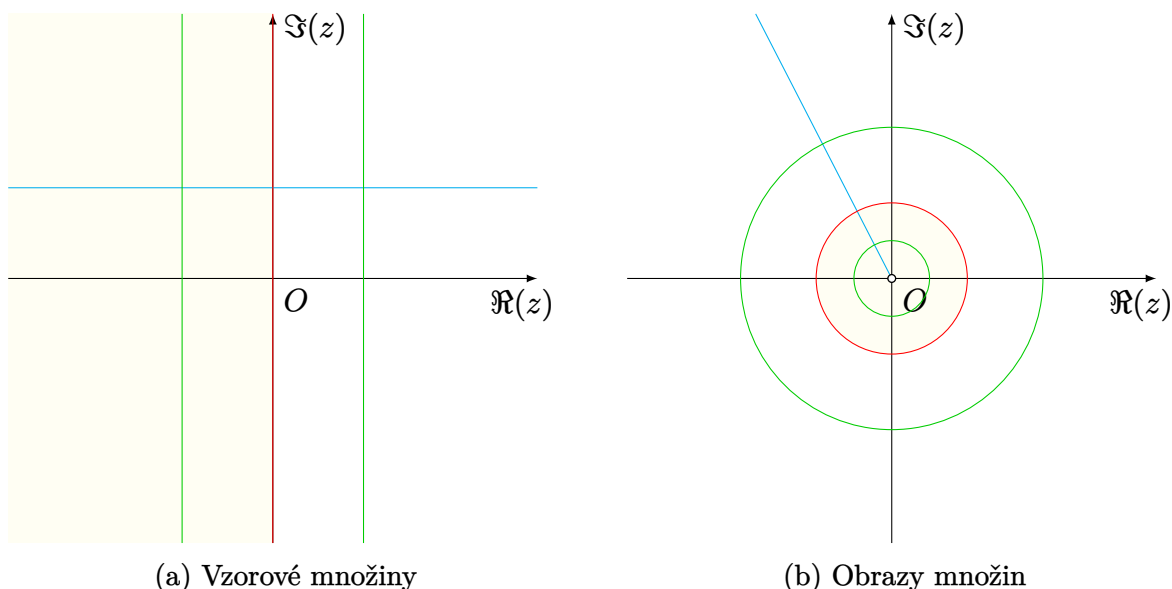 ℑ(z)
O
ℜ(z)
(a) Vzorové množiny
ℑ(z)
O
ℜ(z)
(b) Obrazy množin